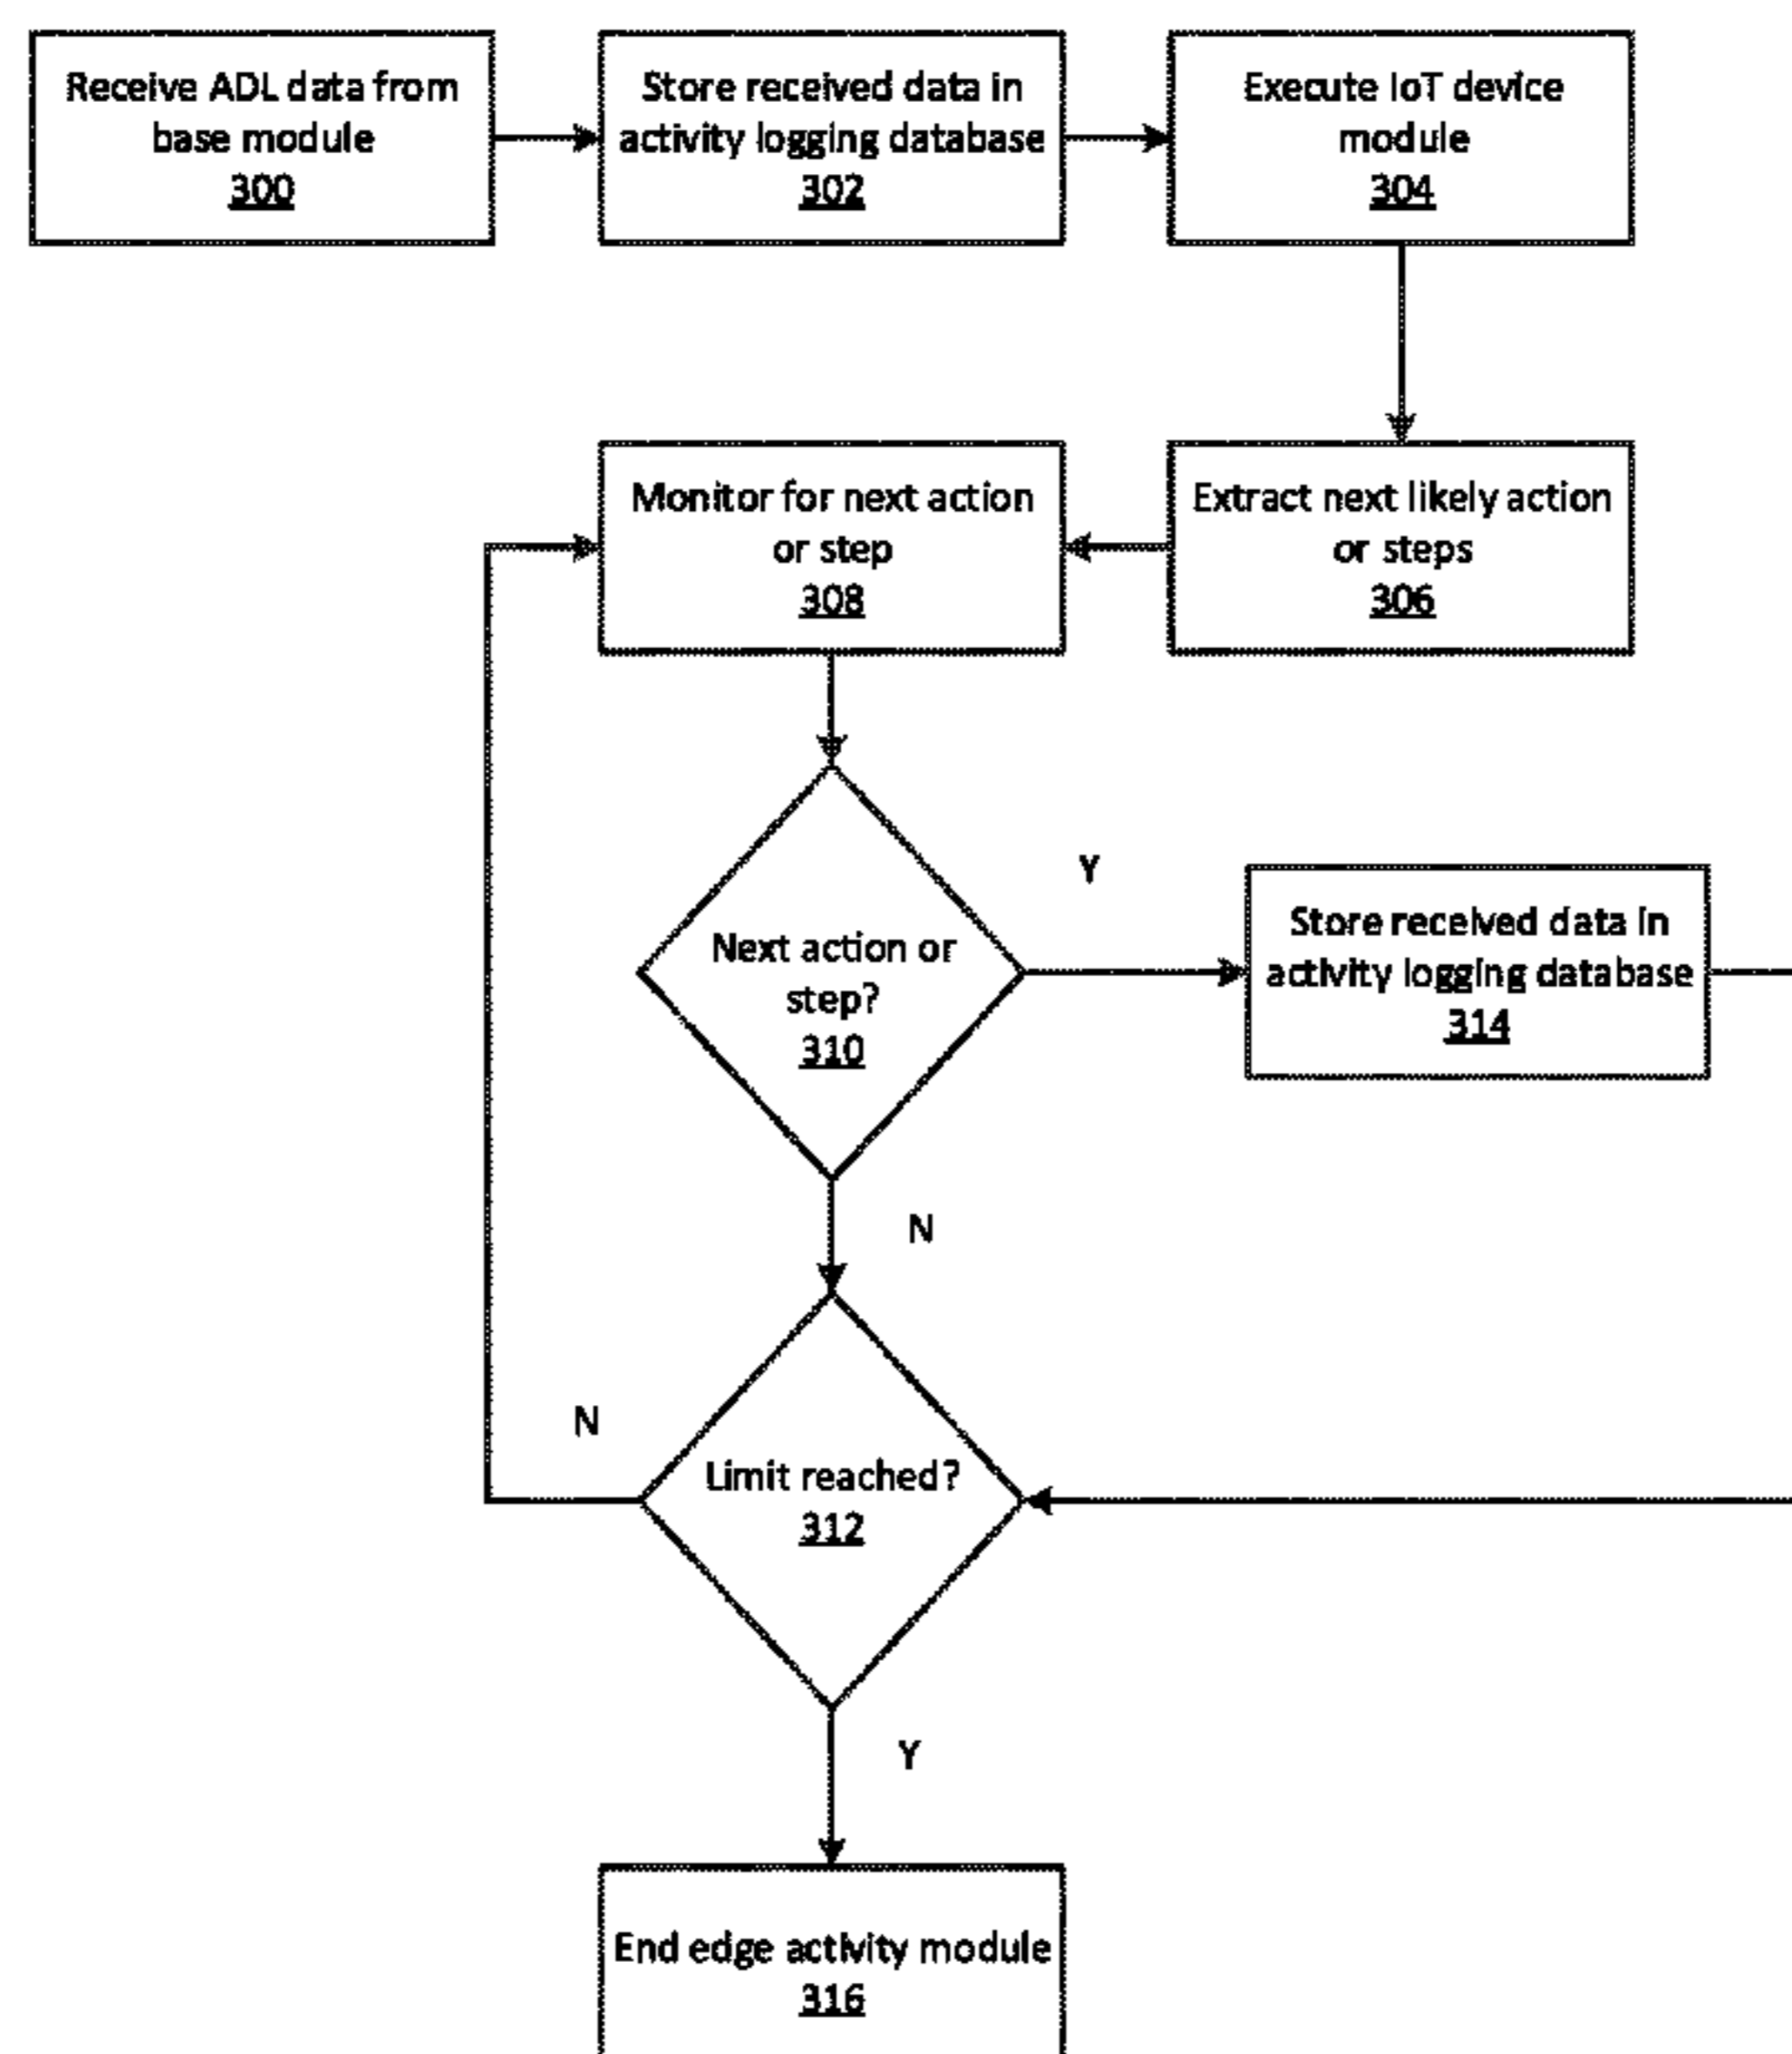 Receive ADL data from
base module
300
Store received data in
activity logging database
302
Execute IoT device
module
304
Monitor for next action
or step
308
Extract next likely action
or steps
306
Next action or
step?
310
Y
Store received data in
activity logging database
314
N
N
Limit reached?
312
Y
End edge activity module
316